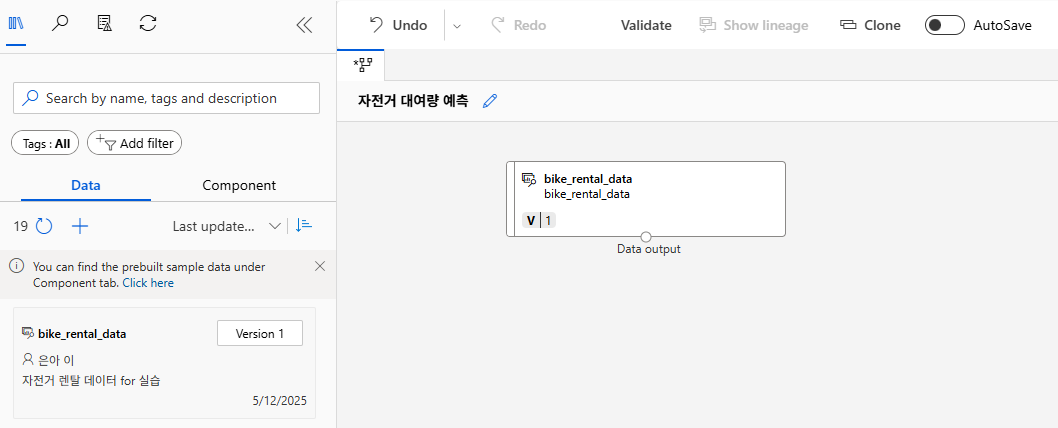 Undo
Redo
Validate
Show lineage
Clone
AutoSave
자전거 대여량 예측
Search by name, tags and description
Tags : All
Add filter
Data
Component
19
Last update...
You can find the prebuilt sample data under
Component tab. Click here
bike_rental_data
Version 1
은아 이
자전거 렌탈 데이터 for 실습
5/12/2025
bike_rental_data
bike_rental_data
V 1
Data output